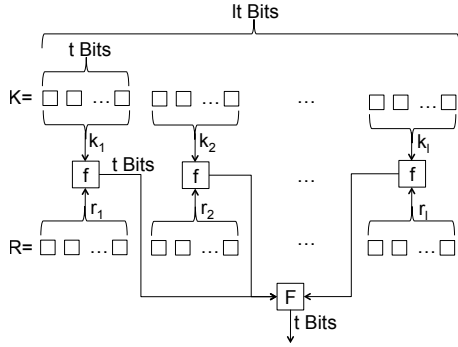 lt Bits
t Bits
K= ... ... ... ...
k1 k2 kl
f t Bits f ... f
r1 r2 rl
R= ... ... ... ...
F
t Bits